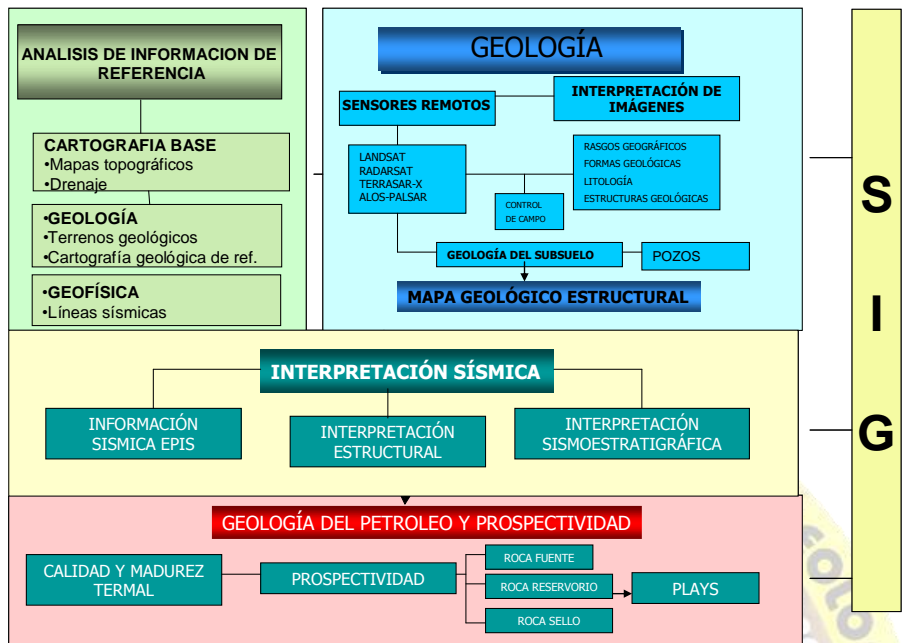 ANALISIS DE INFORMACION DE
REFERENCIA
CARTOGRAFIA BASE
•Mapas topográficos
•Drenaje
•GEOLOGÍA
•Terrenos geológicos
•Cartografía geológica de ref.
•GEOFÍSICA
•Líneas sísmicas
GEOLOGÍA
SENSORES REMOTOS
INTERPRETACIÓN DE
IMÁGENES
LANDSAT
RADARSAT
TERRASAR-X
ALOS-PALSAR
CONTROL
DE CAMPO
RASGOS GEOGRÁFICOS
FORMAS GEOLÓGICAS
LITOLOGÍA
ESTRUCTURAS GEOLÓGICAS
GEOLOGÍA DEL SUBSUELO
POZOS
MAPA GEOLÓGICO ESTRUCTURAL
INTERPRETACIÓN SÍSMICA
INFORMACIÓN
SISMICA EPIS
INTERPRETACIÓN
ESTRUCTURAL
INTERPRETACIÓN
SISMOESTRATIGRÁFICA
GEOLOGÍA DEL PETROLEO Y PROSPECTIVIDAD
CALIDAD Y MADUREZ
TERMAL
PROSPECTIVIDAD
ROCA FUENTE
ROCA RESERVORIO
ROCA SELLO
PLAYS
S
I
G